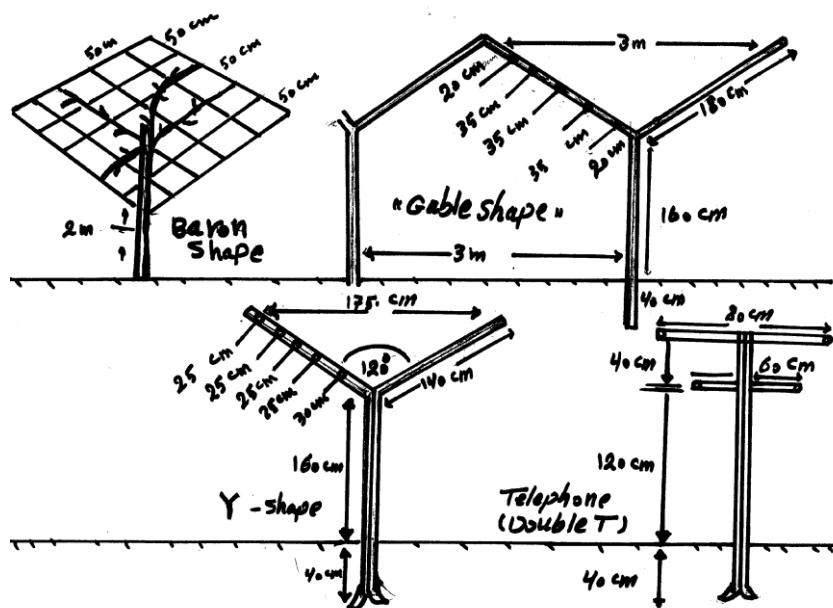 50 cm
50 cm
50 cm
50 cm
2m
Baron
Shape
3m
20 cm
35 cm
35 cm
35 cm
20 cm
180 cm
"Gable shape"
160 cm
3m
40 cm
175 cm
25 cm
25 cm
25 cm
25 cm
30 cm
120°
140 cm
160 cm
Y - shape
40 cm
80 cm
40 cm
60 cm
120 cm
Telephone
(Double T)
40 cm